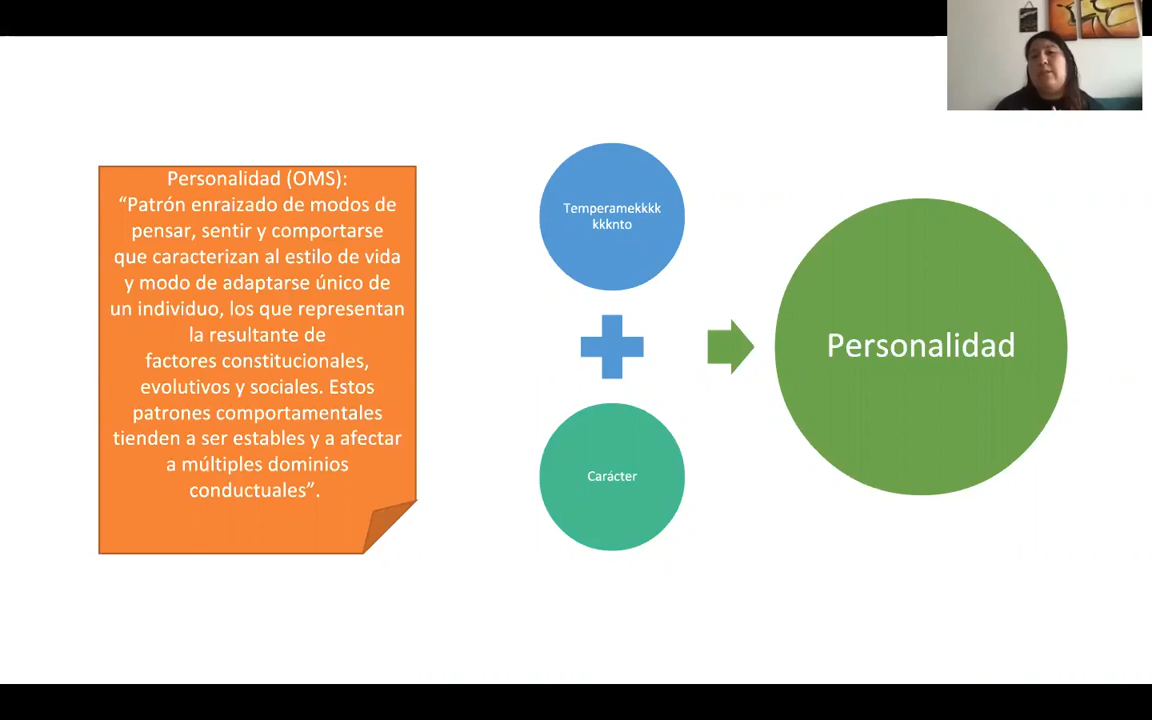 Personalidad (OMS):
“Patrón enraizado de modos de
pensar, sentir y comportarse
que caracterizan al estilo de vida
y modo de adaptarse único de
un individuo, los que representan
la resultante de
factores constitucionales,
evolutivos y sociales. Estos
patrones comportamentales
tienden a ser estables y a afectar
a múltiples dominios
conductuales”.
Temperamekkkk
kkknto
Carácter
Personalidad